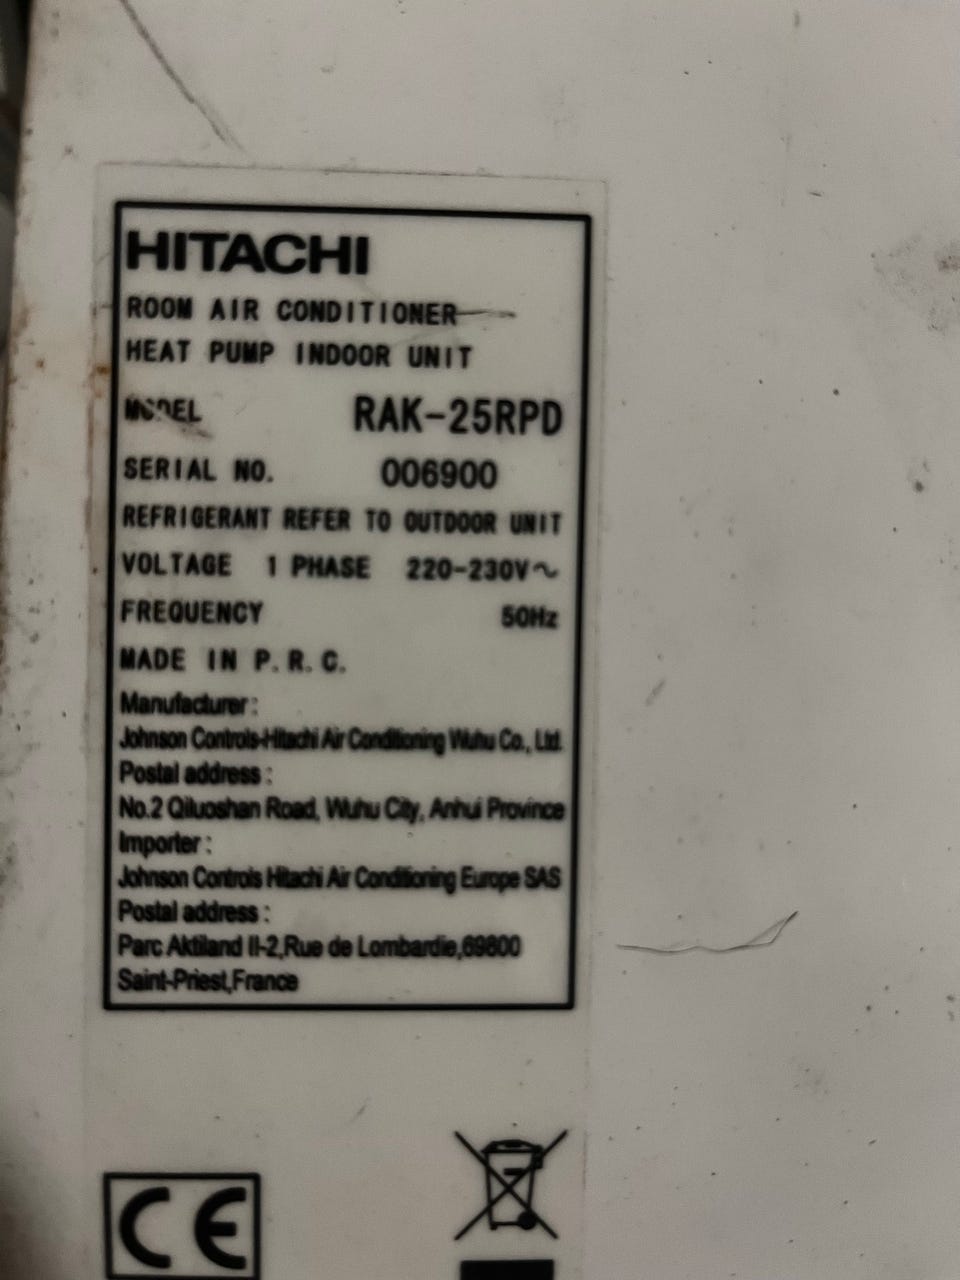 HITACHI
ROOM AIR CONDITIONER
HEAT PUMP INDOOR UNIT
MODEL RAK-25RPD
SERIAL NO. 006900
REFRIGERANT REFER TO OUTDOOR UNIT
VOLTAGE 1 PHASE 220-230V~
FREQUENCY 50Hz
MADE IN P.R.C.
Manufacturer:
Johnson Controls-Hitachi Air Conditioning Wuhu Co., Ltd.
Postal address:
No.2 Qiluoshan Road, Wuhu City, Anhui Province
Importer:
Johnson Controls Hitachi Air Conditioning Europe SAS
Postal address:
Parc Aktiland II-2,Rue de Lombardie,69800
Saint-Priest,France
CE